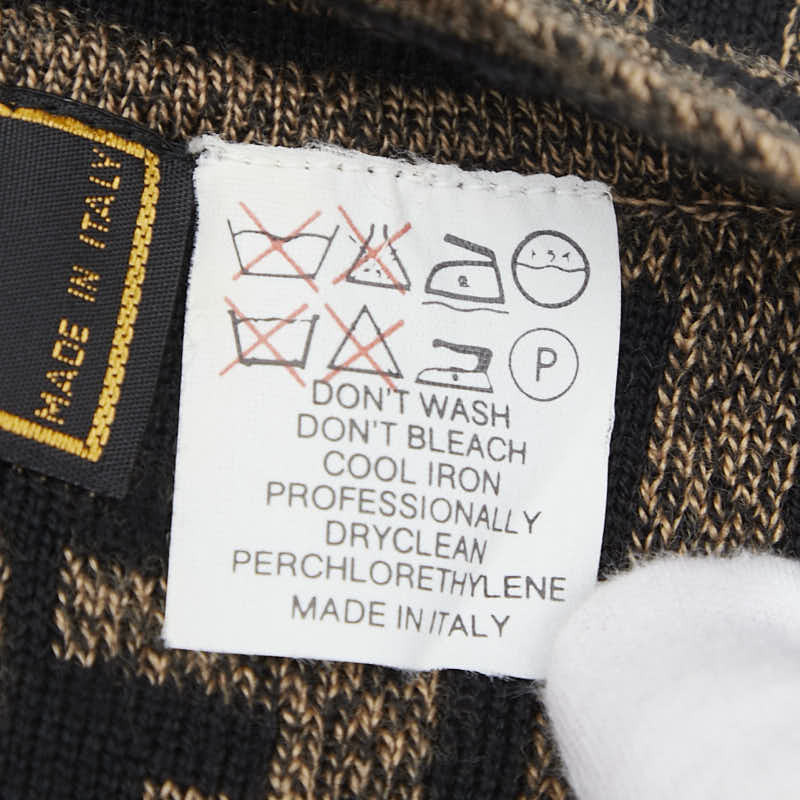 MADE IN ITALY
P
DON'T WASH
DON'T BLEACH
COOL IRON
PROFESSIONALLY
DRYCLEAN
PERCHLORETHYLENE
MADE IN ITALY